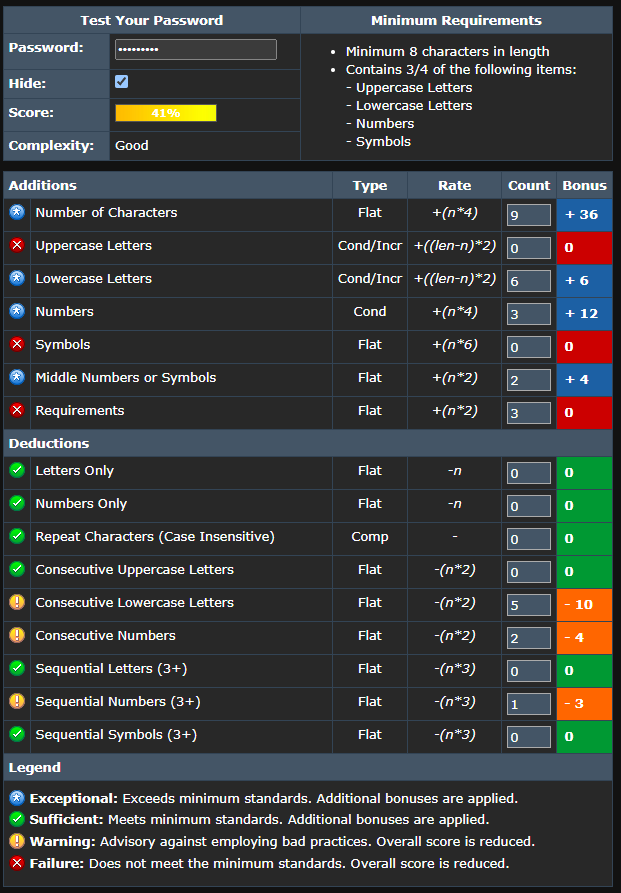 Test Your Password Minimum Requirements
Password: •••••••••
Hide:
Score: 41%
Complexity: Good
• Minimum 8 characters in length
• Contains 3/4 of the following items:
- Uppercase Letters
- Lowercase Letters
- Numbers
- Symbols
Additions Type Rate Count Bonus
Number of Characters Flat +(n*4) 9 + 36
Uppercase Letters Cond/Incr +((len-n)*2) 0 0
Lowercase Letters Cond/Incr +((len-n)*2) 6 + 6
Numbers Cond +(n*4) 3 + 12
Symbols Flat +(n*6) 0 0
Middle Numbers or Symbols Flat +(n*2) 2 + 4
Requirements Flat +(n*2) 3 0
Deductions
Letters Only Flat -n 0 0
Numbers Only Flat -n 0 0
Repeat Characters (Case Insensitive) Comp - 0 0
Consecutive Uppercase Letters Flat -(n*2) 0 0
Consecutive Lowercase Letters Flat -(n*2) 5 - 10
Consecutive Numbers Flat -(n*2) 2 - 4
Sequential Letters (3+) Flat -(n*3) 0 0
Sequential Numbers (3+) Flat -(n*3) 1 - 3
Sequential Symbols (3+) Flat -(n*3) 0 0
Legend
Exceptional: Exceeds minimum standards. Additional bonuses are applied.
Sufficient: Meets minimum standards. Additional bonuses are applied.
Warning: Advisory against employing bad practices. Overall score is reduced.
Failure: Does not meet the minimum standards. Overall score is reduced.